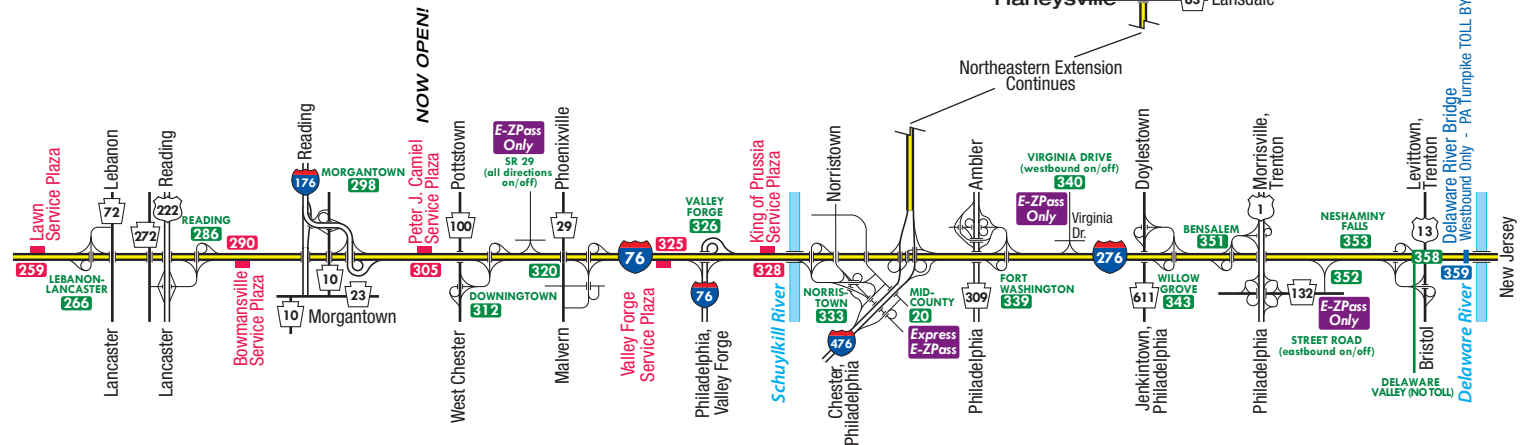 Harleysville
63
Lansdale
Northeastern Extension
Continues
NOW OPEN!
Lawn
Service Plaza
259
LEBANON-
LANCASTER
266
Lebanon
72
Lancaster
272
Reading
222
Lancaster
READING
286
290
Bowmansville
Service Plaza
Reading
176
MORGANTOWN
298
10
23
10
Morgantown
Peter J. Camiel
Service Plaza
305
Pottstown
100
West Chester
DOWNINGTOWN
312
E-ZPass
Only
SR 29
(all directions
on/off)
320
Phoenixville
29
Malvern
76
325
Valley Forge
Service Plaza
VALLEY
FORGE
326
76
Philadelphia,
Valley Forge
King of Prussia
Service Plaza
328
Schuylkill River
Norristown
NORRIS-
TOWN
333
476
Chester,
Philadelphia
MID-
COUNTY
20
Express
E-ZPass
Ambler
309
Philadelphia
FORT
WASHINGTON
339
VIRGINIA DRIVE
(westbound on/off)
340
E-ZPass
Only
Virginia
Dr.
276
Doylestown
611
Jenkintown,
Philadelphia
WILLOW
GROVE
343
BENSALEM
351
Morrisville,
Trenton
1
Philadelphia
132
352
E-ZPass
Only
STREET ROAD
(eastbound on/off)
NESHAMINY
FALLS
353
Levittown,
Trenton
13
358
Bristol
DELAWARE
VALLEY (NO TOLL)
Delaware River Bridge
Westbound Only - PA Turnpike TOLL BY
359
Delaware River
New Jersey